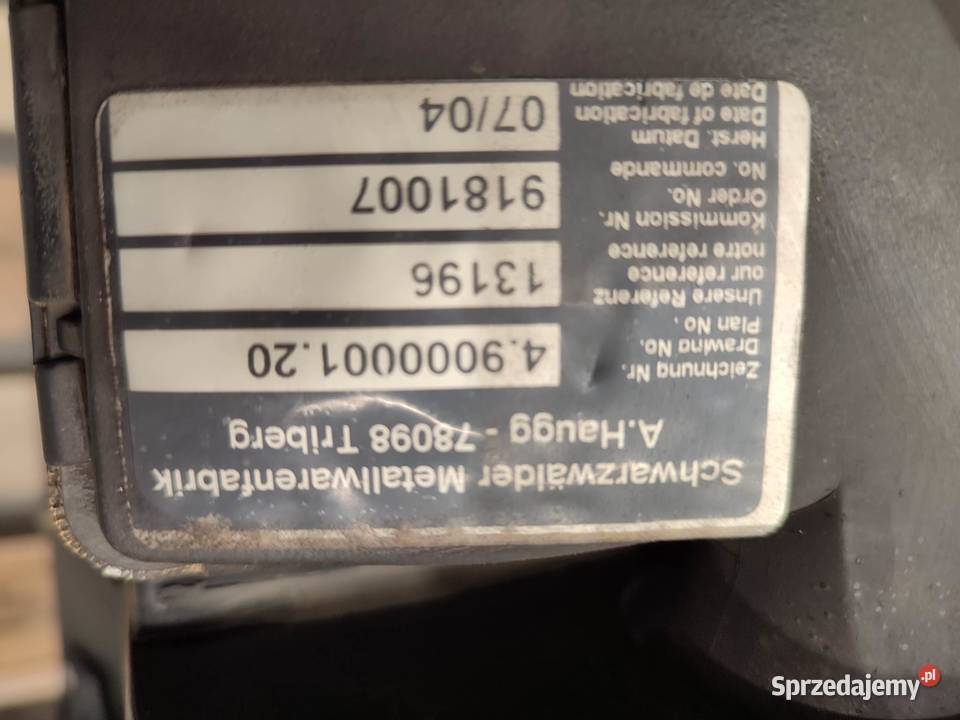 Schwarzwälder Metallwarenfabrik
A.Haugg - 78098 Triberg
Zeichnung Nr.
Drawing No.
Plan No.
4.9000001.20
Unsere Referenz
our reference
notre reference
13196
Kommission Nr.
Order No.
No. commande
9181007
Herst. Datum
Date of fabrication
Date de fabrication
07/04
Sprzedajemy.pl